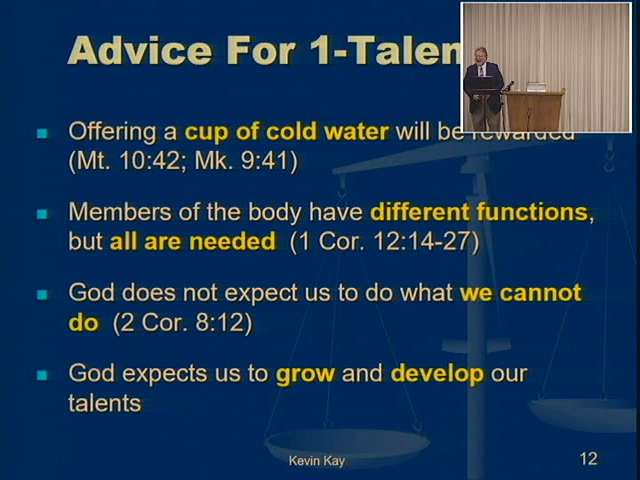 Advice For 1-Talen
Offering a cup of cold water will be rewarded
(Mt. 10:42; Mk. 9:41)
Members of the body have different functions,
but all are needed (1 Cor. 12:14-27)
God does not expect us to do what we cannot
do (2 Cor. 8:12)
God expects us to grow and develop our
talents
Kevin Kay
12